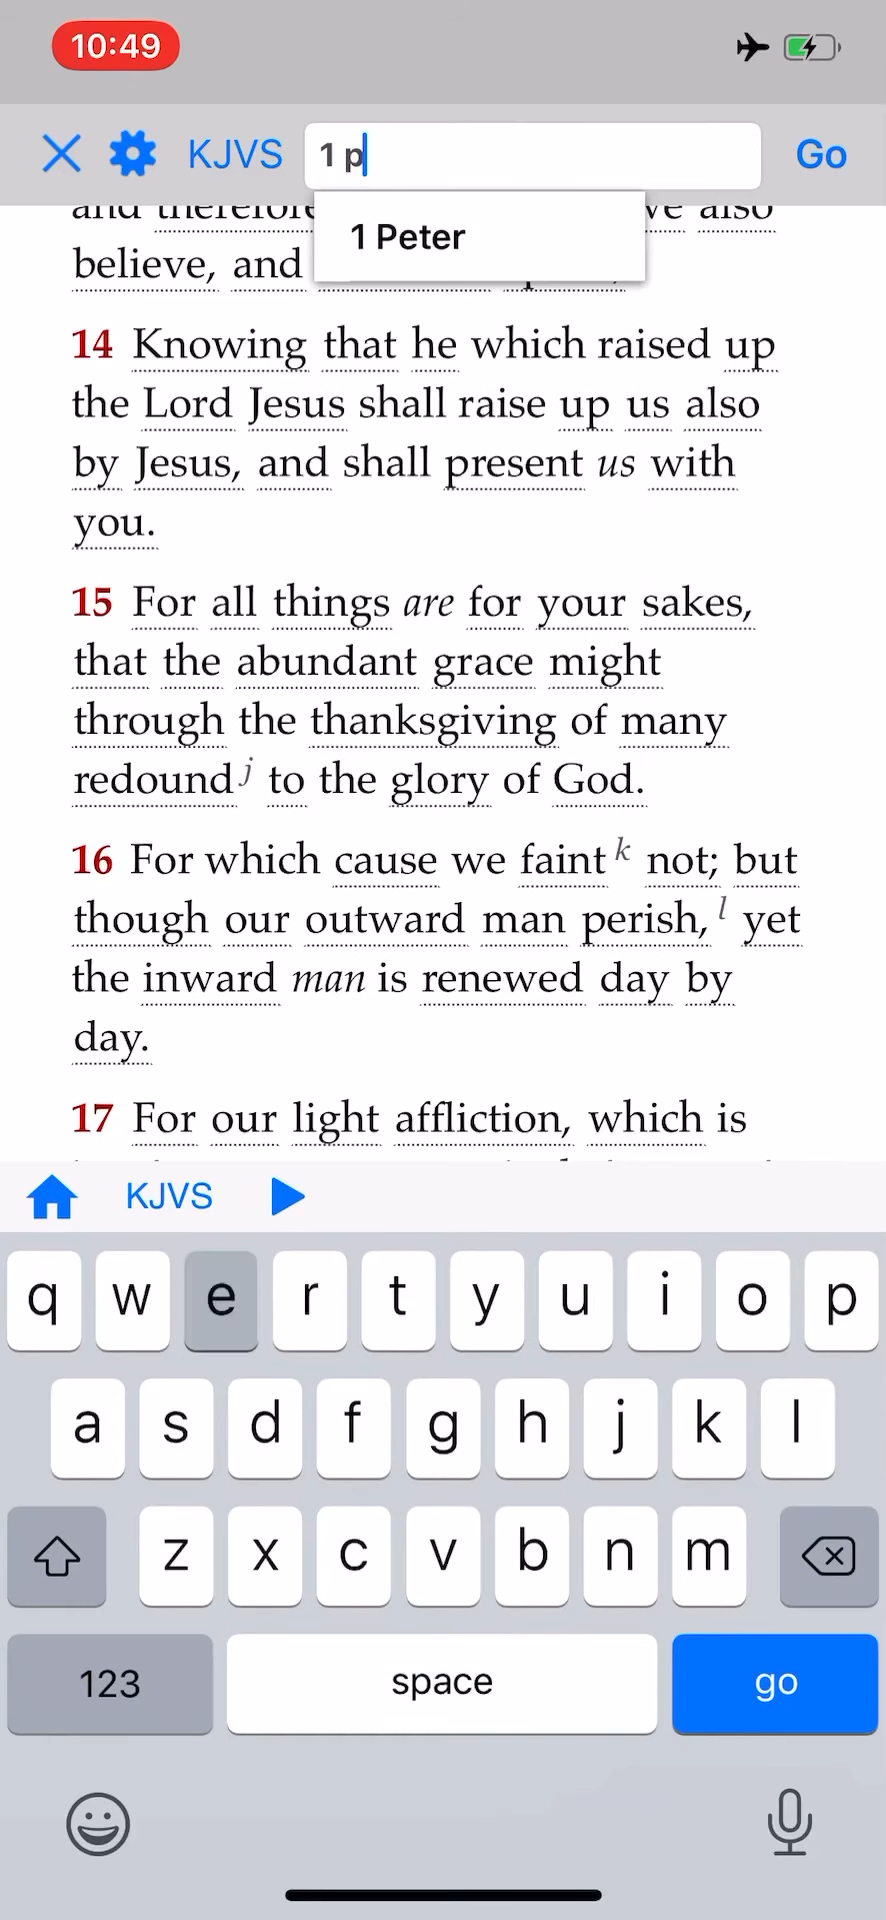 10:49
KJVS 1 p Go
and therefore ve also
1 Peter
believe, and
14 Knowing that he which raised up
the Lord Jesus shall raise up us also
by Jesus, and shall present us with
you.
15 For all things are for your sakes,
that the abundant grace might
through the thanksgiving of many
redound j to the glory of God.
16 For which cause we faint k not; but
though our outward man perish, l yet
the inward man is renewed day by
day.
17 For our light affliction, which is
KJVS
q w e r t y u i o p
a s d f g h j k l
z x c v b n m
123 space go